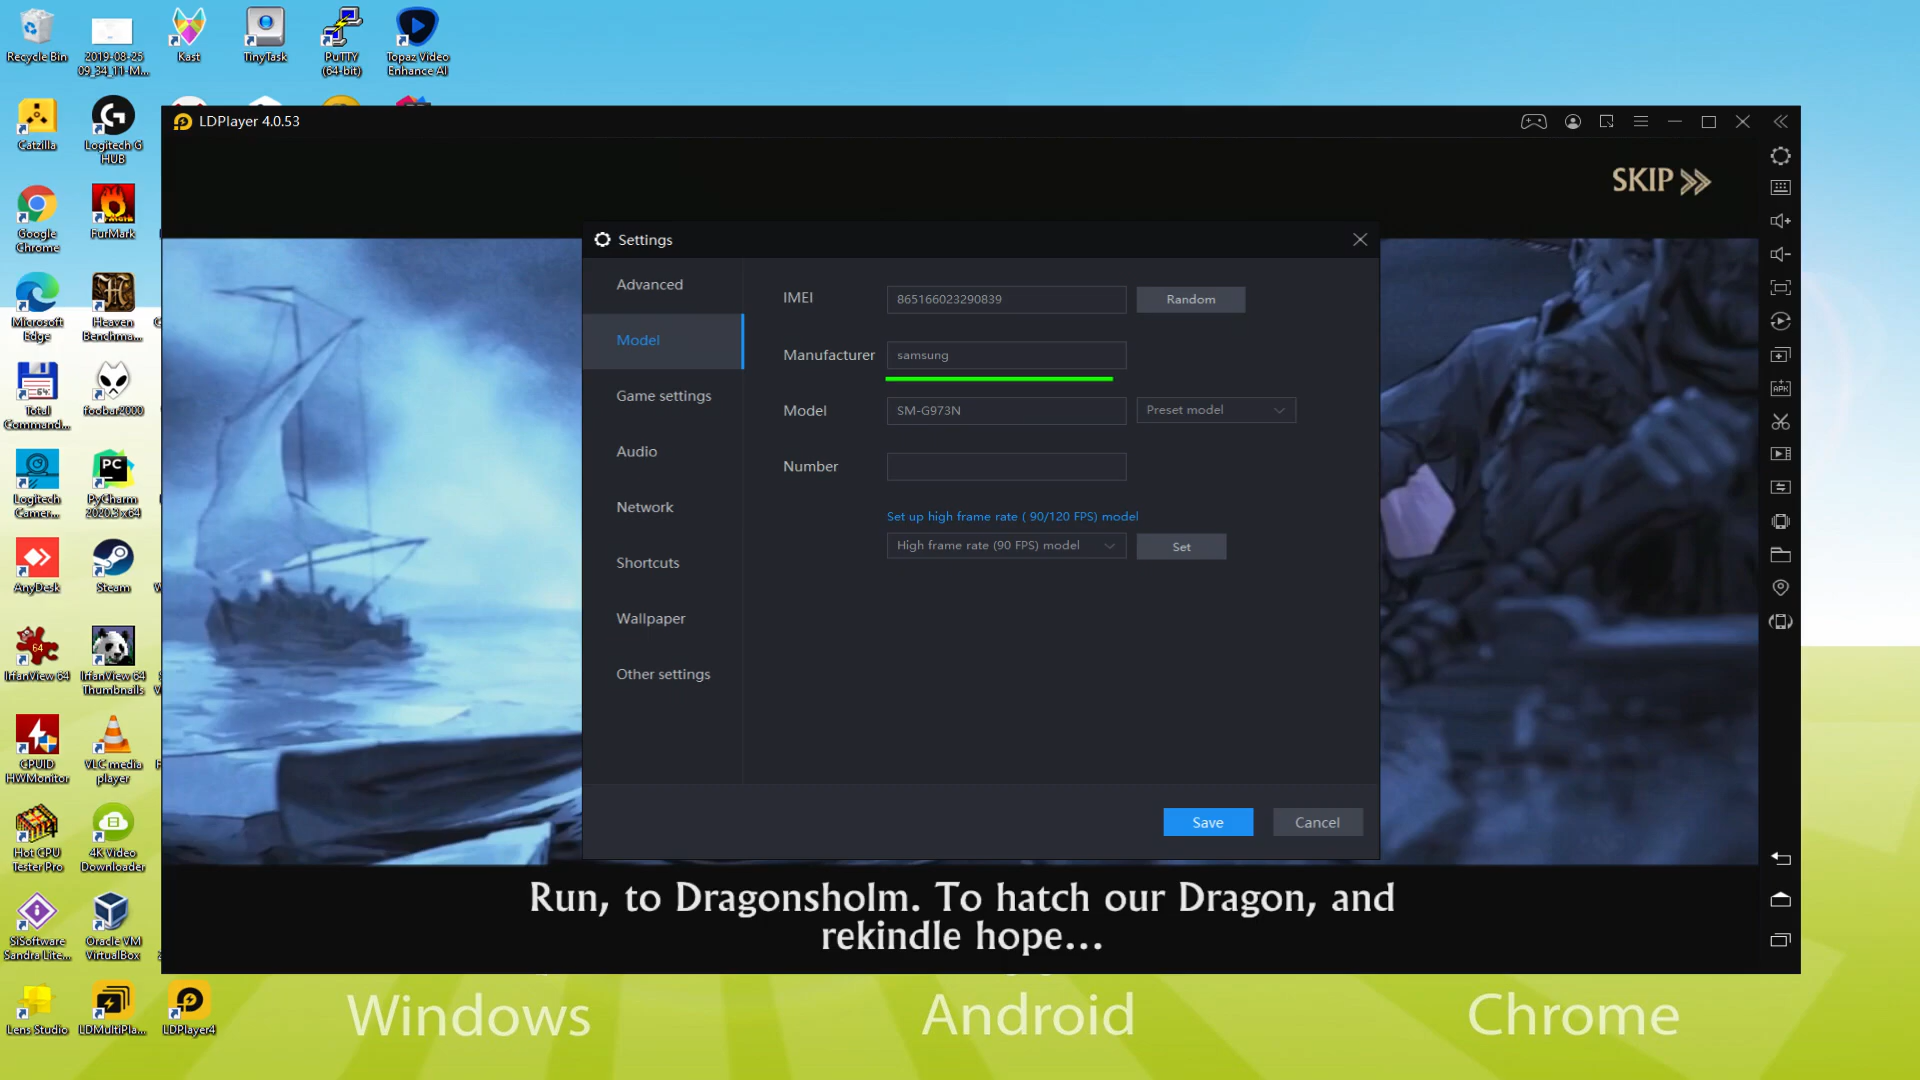 Recycle Bin
2019-08-25
09_34_11-M...
Kast
TinyTask
PuTTY
(64-bit)
Topaz Video
Enhance AI
Catzilla
Logitech G
HUB
Google
Chrome
FurMark
Microsoft
Edge
Heaven
Benchma...
Total
Command...
foobar2000
Logitech
Camer...
PyCharm
2020.3 x64
AnyDesk
Steam
IrfanView 64
IrfanView 64
Thumbnails
CPUID
HWMonitor
VLC media
player
Hot CPU
Tester Pro
4K Video
Downloader
SiSoftware
Sandra Lite...
Oracle VM
VirtualBox
Lens Studio
LDMultiPla...
LDPlayer4
LDPlayer 4.0.53
SKIP
Settings
Advanced
Model
Game settings
Audio
Network
Shortcuts
Wallpaper
Other settings
IMEI
865166023290839
Random
Manufacturer
samsung
Model
SM-G973N
Preset model
Number
Set up high frame rate ( 90/120 FPS) model
High frame rate (90 FPS) model
Set
Save
Cancel
Run, to Dragonsholm. To hatch our Dragon, and
rekindle hope...
Windows
Android
Chrome